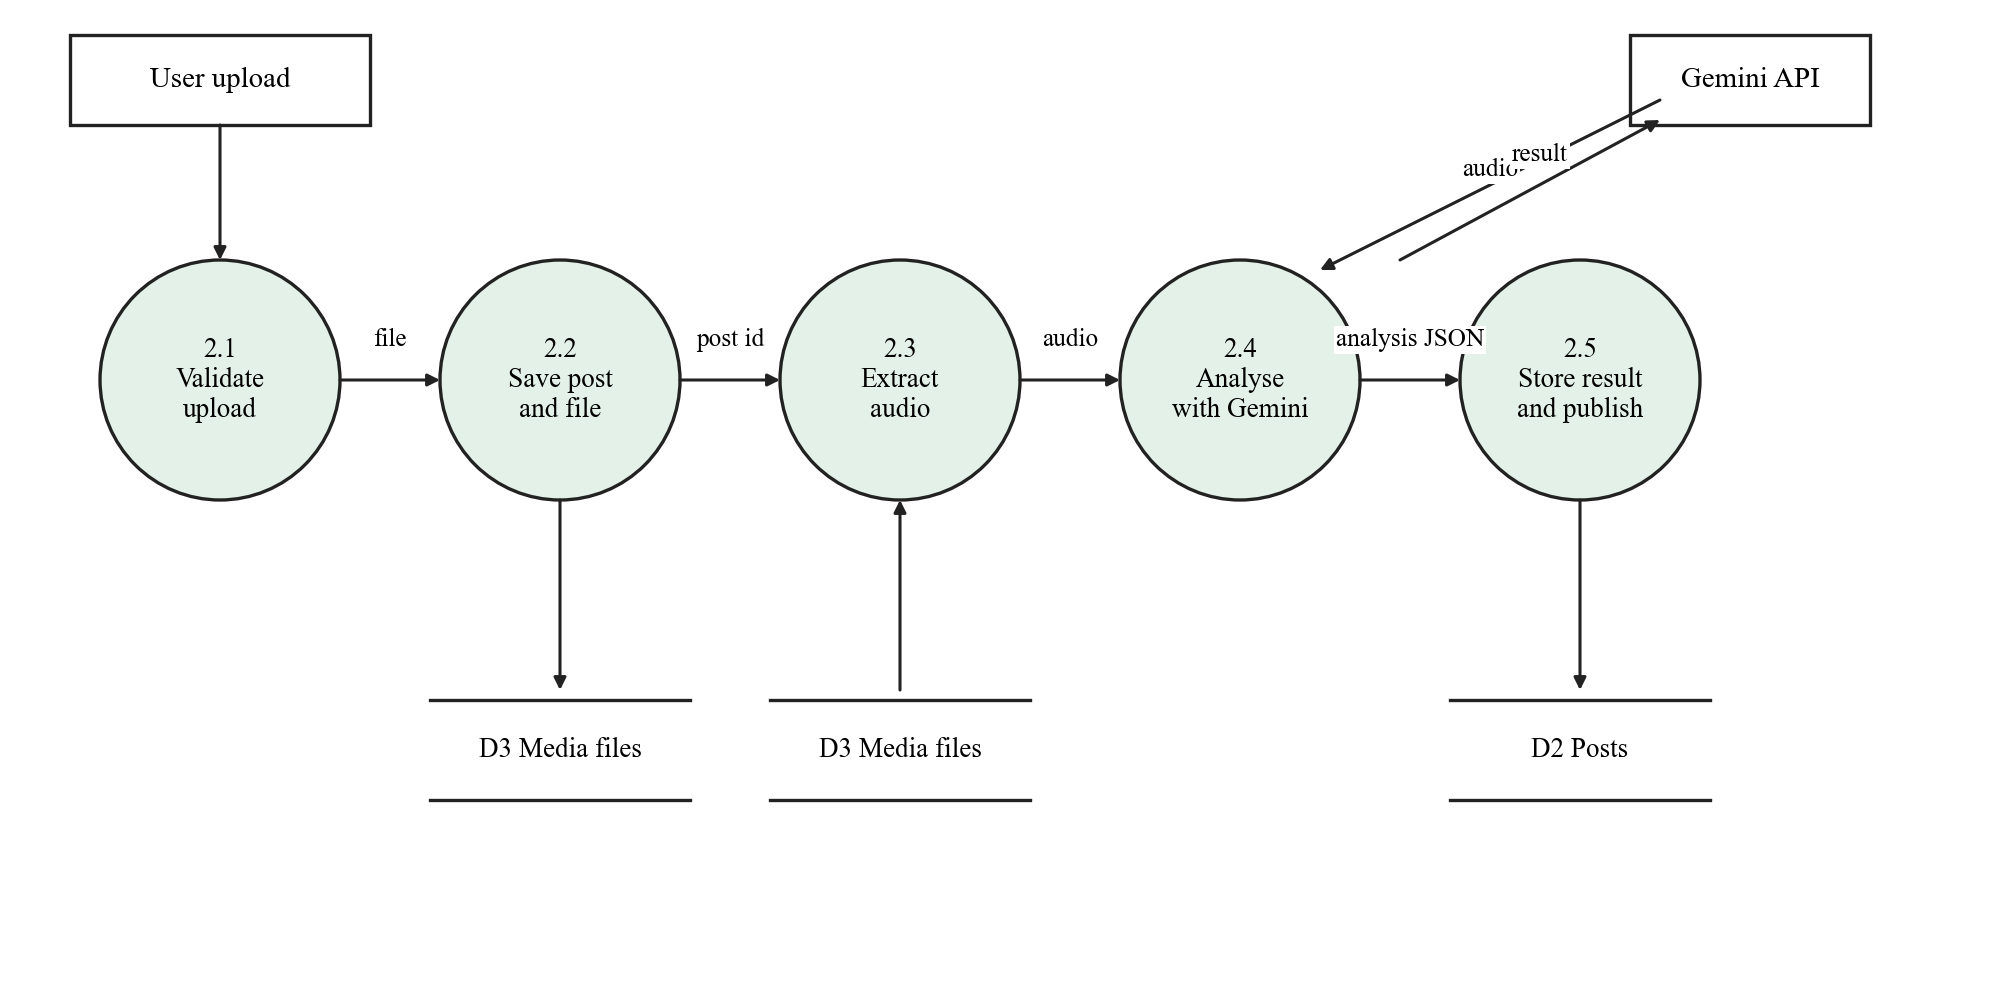 User upload
Gemini API
result
audio
file
post id
audio
analysis JSON
2.1
Validate
upload
2.2
Save post
and file
2.3
Extract
audio
2.4
Analyse
with Gemini
2.5
Store result
and publish
D3 Media files
D3 Media files
D2 Posts